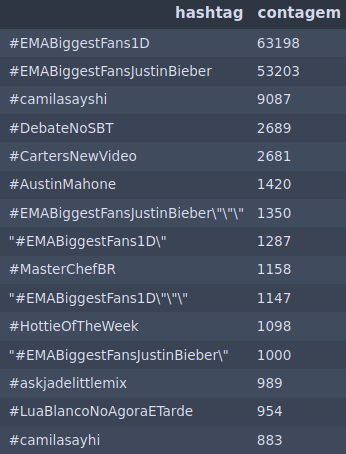 hashtag contagem
#EMABiggestFans1D 63198
#EMABiggestFansJustinBieber 53203
#camilasayshi 9087
#DebateNoSBT 2689
#CartersNewVideo 2681
#AustinMahone 1420
#EMABiggestFansJustinBieber\"\"\" 1350
"#EMABiggestFans1D\" 1287
#MasterChefBR 1158
"#EMABiggestFans1D\"\"\" 1147
#HottieOfTheWeek 1098
"#EMABiggestFansJustinBieber\" 1000
#askjadelittlemix 989
#LuaBlancoNoAgoraETarde 954
#camilasayhi 883